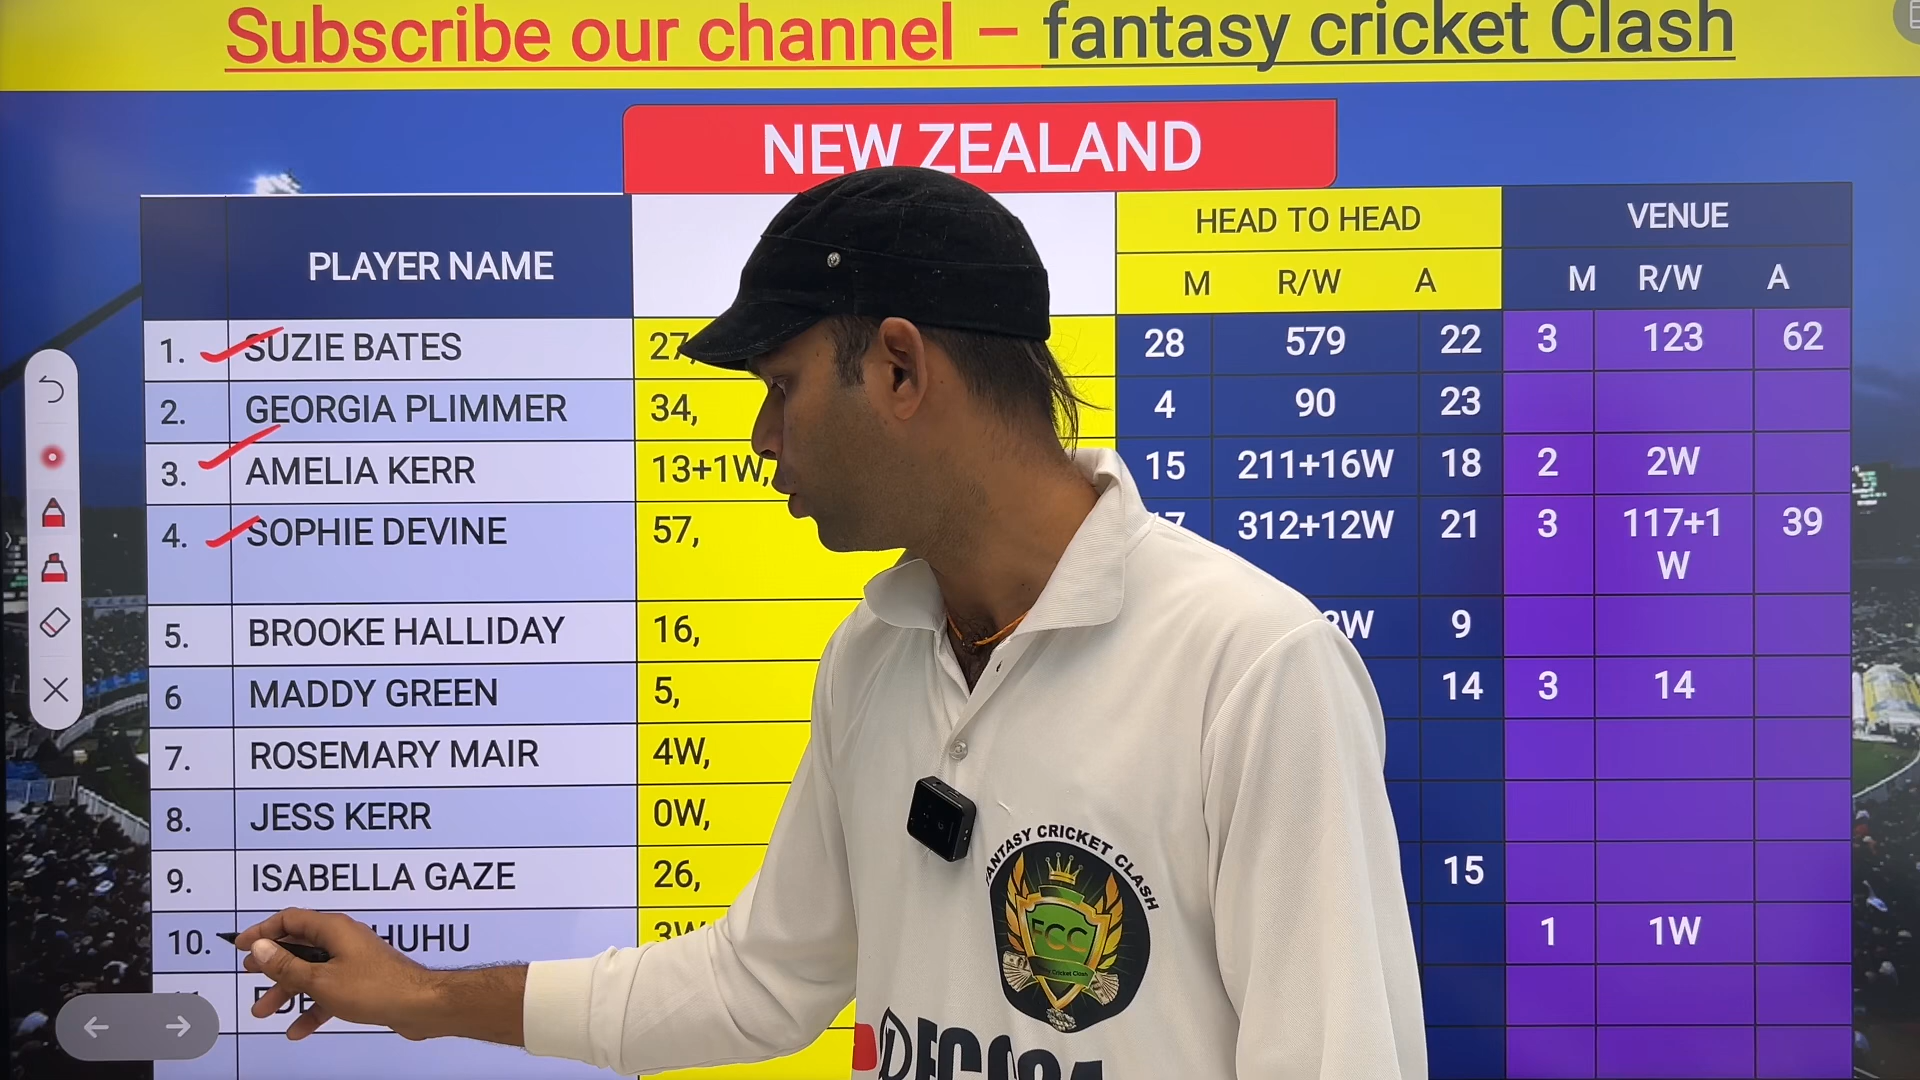 Subscribe our channel – fantasy cricket Clash
NEW ZEALAND
PLAYER NAME
HEAD TO HEAD
VENUE
M R/W A
M R/W A
1. SUZIE BATES 27, 28 579 22 3 123 62
2. GEORGIA PLIMMER 34, 4 90 23
3. AMELIA KERR 13+1W, 15 211+16W 18 2 2W
4. SOPHIE DEVINE 57, 312+12W 21 3 117+1
W 39
5. BROOKE HALLIDAY 16, 9
6 MADDY GREEN 5, 14 3 14
7. ROSEMARY MAIR 4W,
8. JESS KERR 0W,
9. ISABELLA GAZE 26, 15
10. 3W 1 1W
FANTASY CRICKET CLASH
FCC